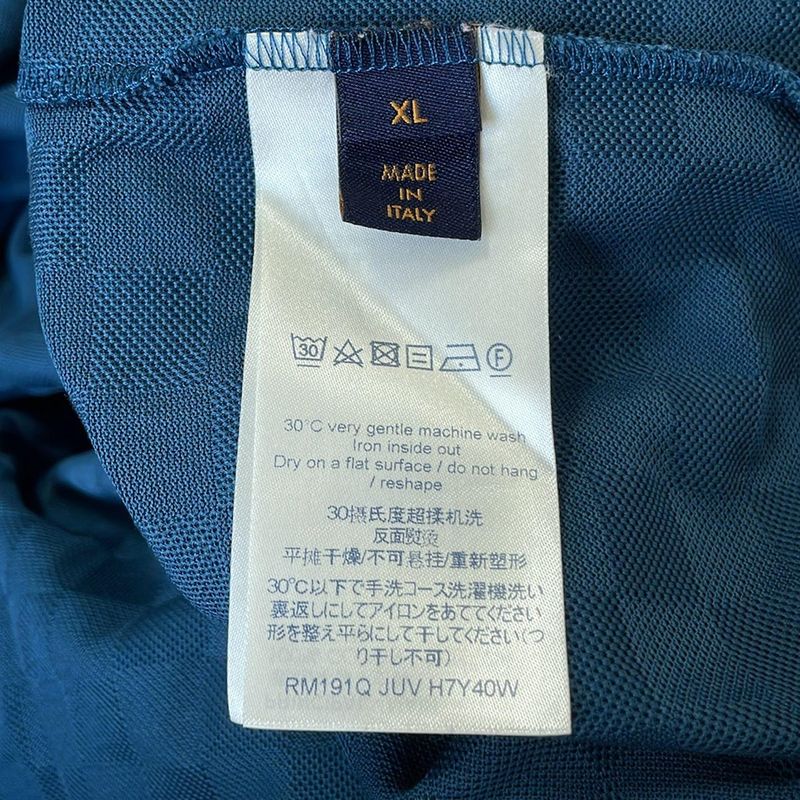 XL
MADE
IN
ITALY
30
F
30°C very gentle machine wash
Iron inside out
Dry on a flat surface / do not hang
/ reshape
30摄氏度超揉机洗
反面熨烫
平摊干燥/不可悬挂/重新塑形
30℃以下で手洗コース洗濯機洗い
裏返しにしてアイロンをあててください
形を整え平らにして干してください(つ
り干し不可)
RM191Q JUV H7Y40W